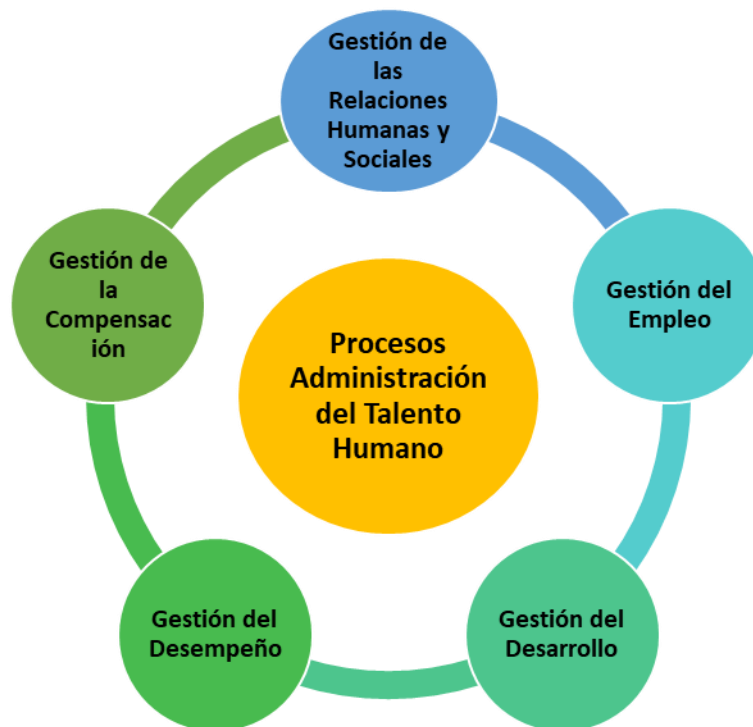 Gestión de
las
Relaciones
Humanas y
Sociales
Gestión del
Empleo
Gestión del
Desarrollo
Gestión del
Desempeño
Gestión de
la
Compensac
ión
Procesos
Administración
del Talento
Humano